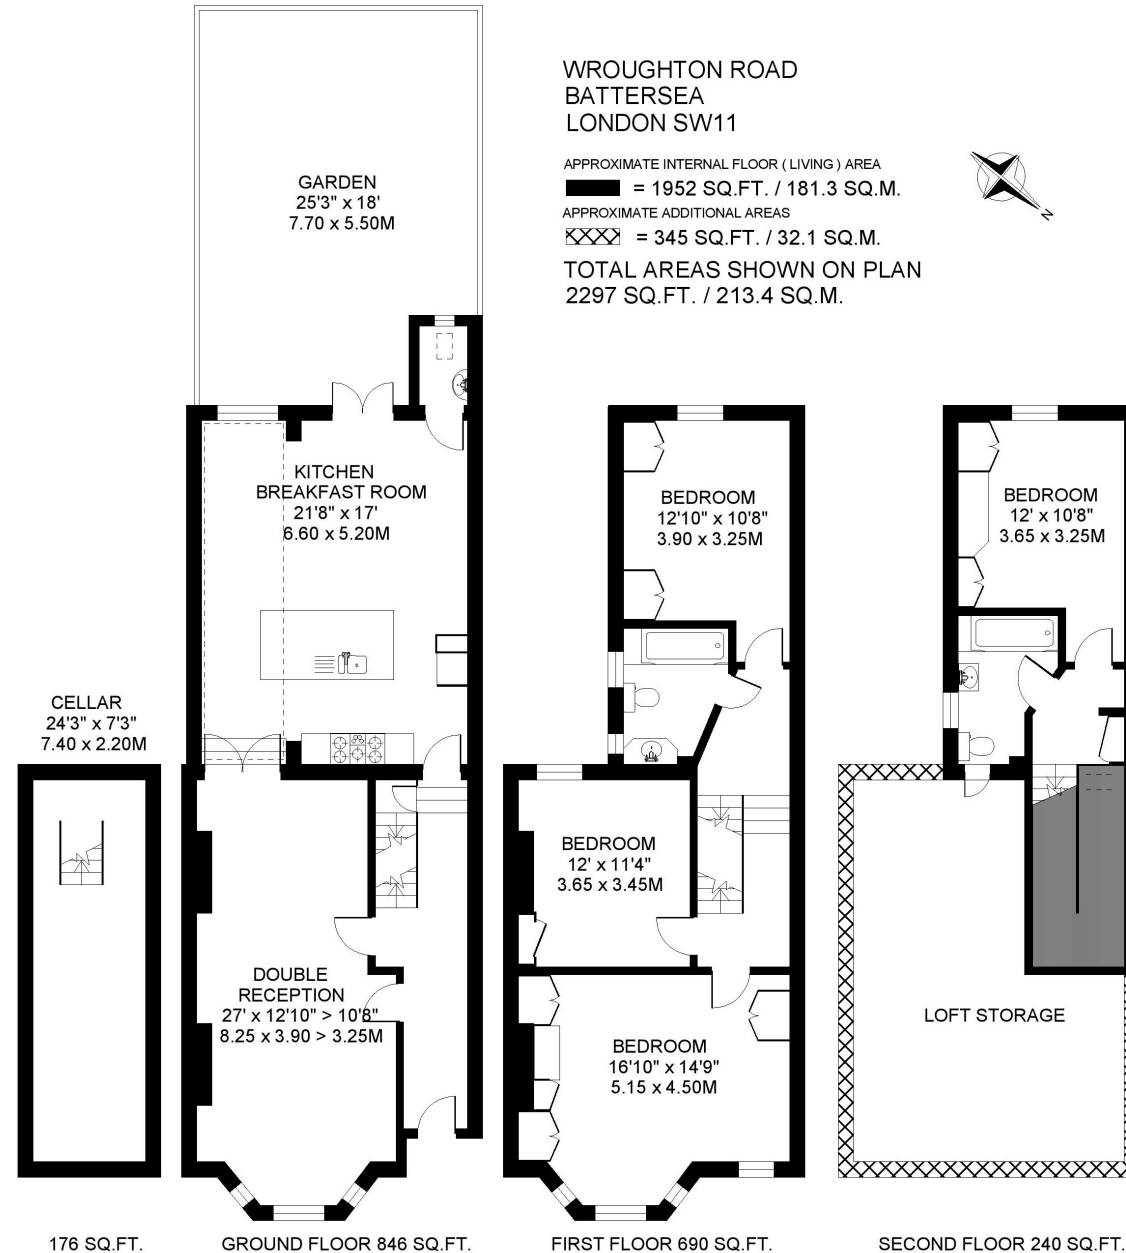 WROUGHTON ROAD
BATTERSEA
LONDON SW11
APPROXIMATE INTERNAL FLOOR ( LIVING ) AREA
= 1952 SQ.FT. / 181.3 SQ.M.
APPROXIMATE ADDITIONAL AREAS
= 345 SQ.FT. / 32.1 SQ.M.
TOTAL AREAS SHOWN ON PLAN
2297 SQ.FT. / 213.4 SQ.M.
N
GARDEN
25'3" x 18'
7.70 x 5.50M
KITCHEN
BREAKFAST ROOM
21'8" x 17'
6.60 x 5.20M
BEDROOM
12'10" x 10'8"
3.90 x 3.25M
BEDROOM
12' x 10'8"
3.65 x 3.25M
CELLAR
24'3" x 7'3"
7.40 x 2.20M
BEDROOM
12' x 11'4"
3.65 x 3.45M
DOUBLE
RECEPTION
27' x 12'10" > 10'8"
8.25 x 3.90 > 3.25M
BEDROOM
16'10" x 14'9"
5.15 x 4.50M
LOFT STORAGE
176 SQ.FT.
GROUND FLOOR 846 SQ.FT.
FIRST FLOOR 690 SQ.FT.
SECOND FLOOR 240 SQ.FT.